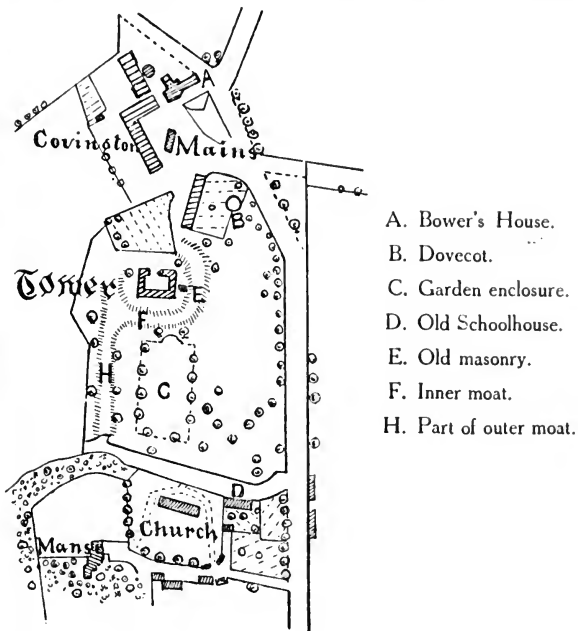 A
Covington Mains
B
Tower
E
F
H
C
D
Church
Manse
A. Bower's House.
B. Dovecot.
C. Garden enclosure.
D. Old Schoolhouse.
E. Old masonry.
F. Inner moat.
H. Part of outer moat.